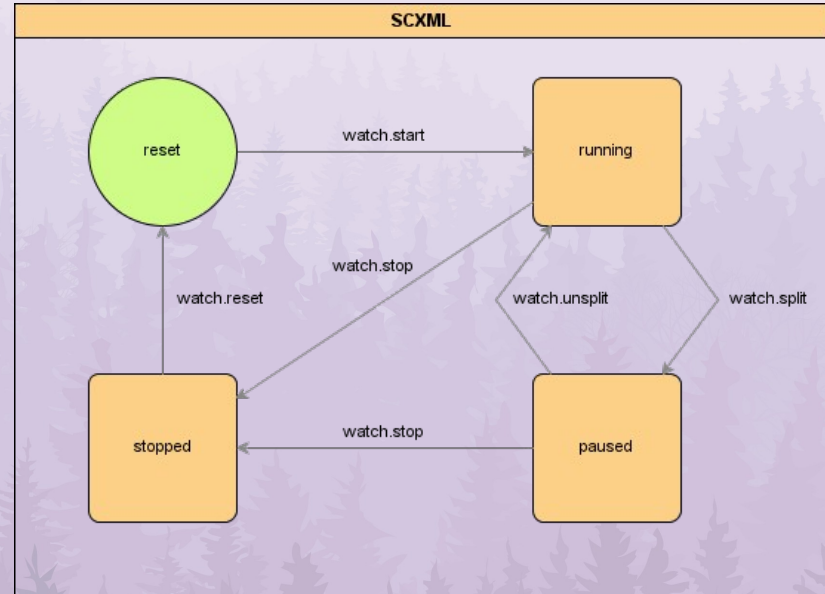 SCXML
reset
watch.start
running
watch.stop
watch.reset
watch.unsplit
watch.split
stopped
watch.stop
paused